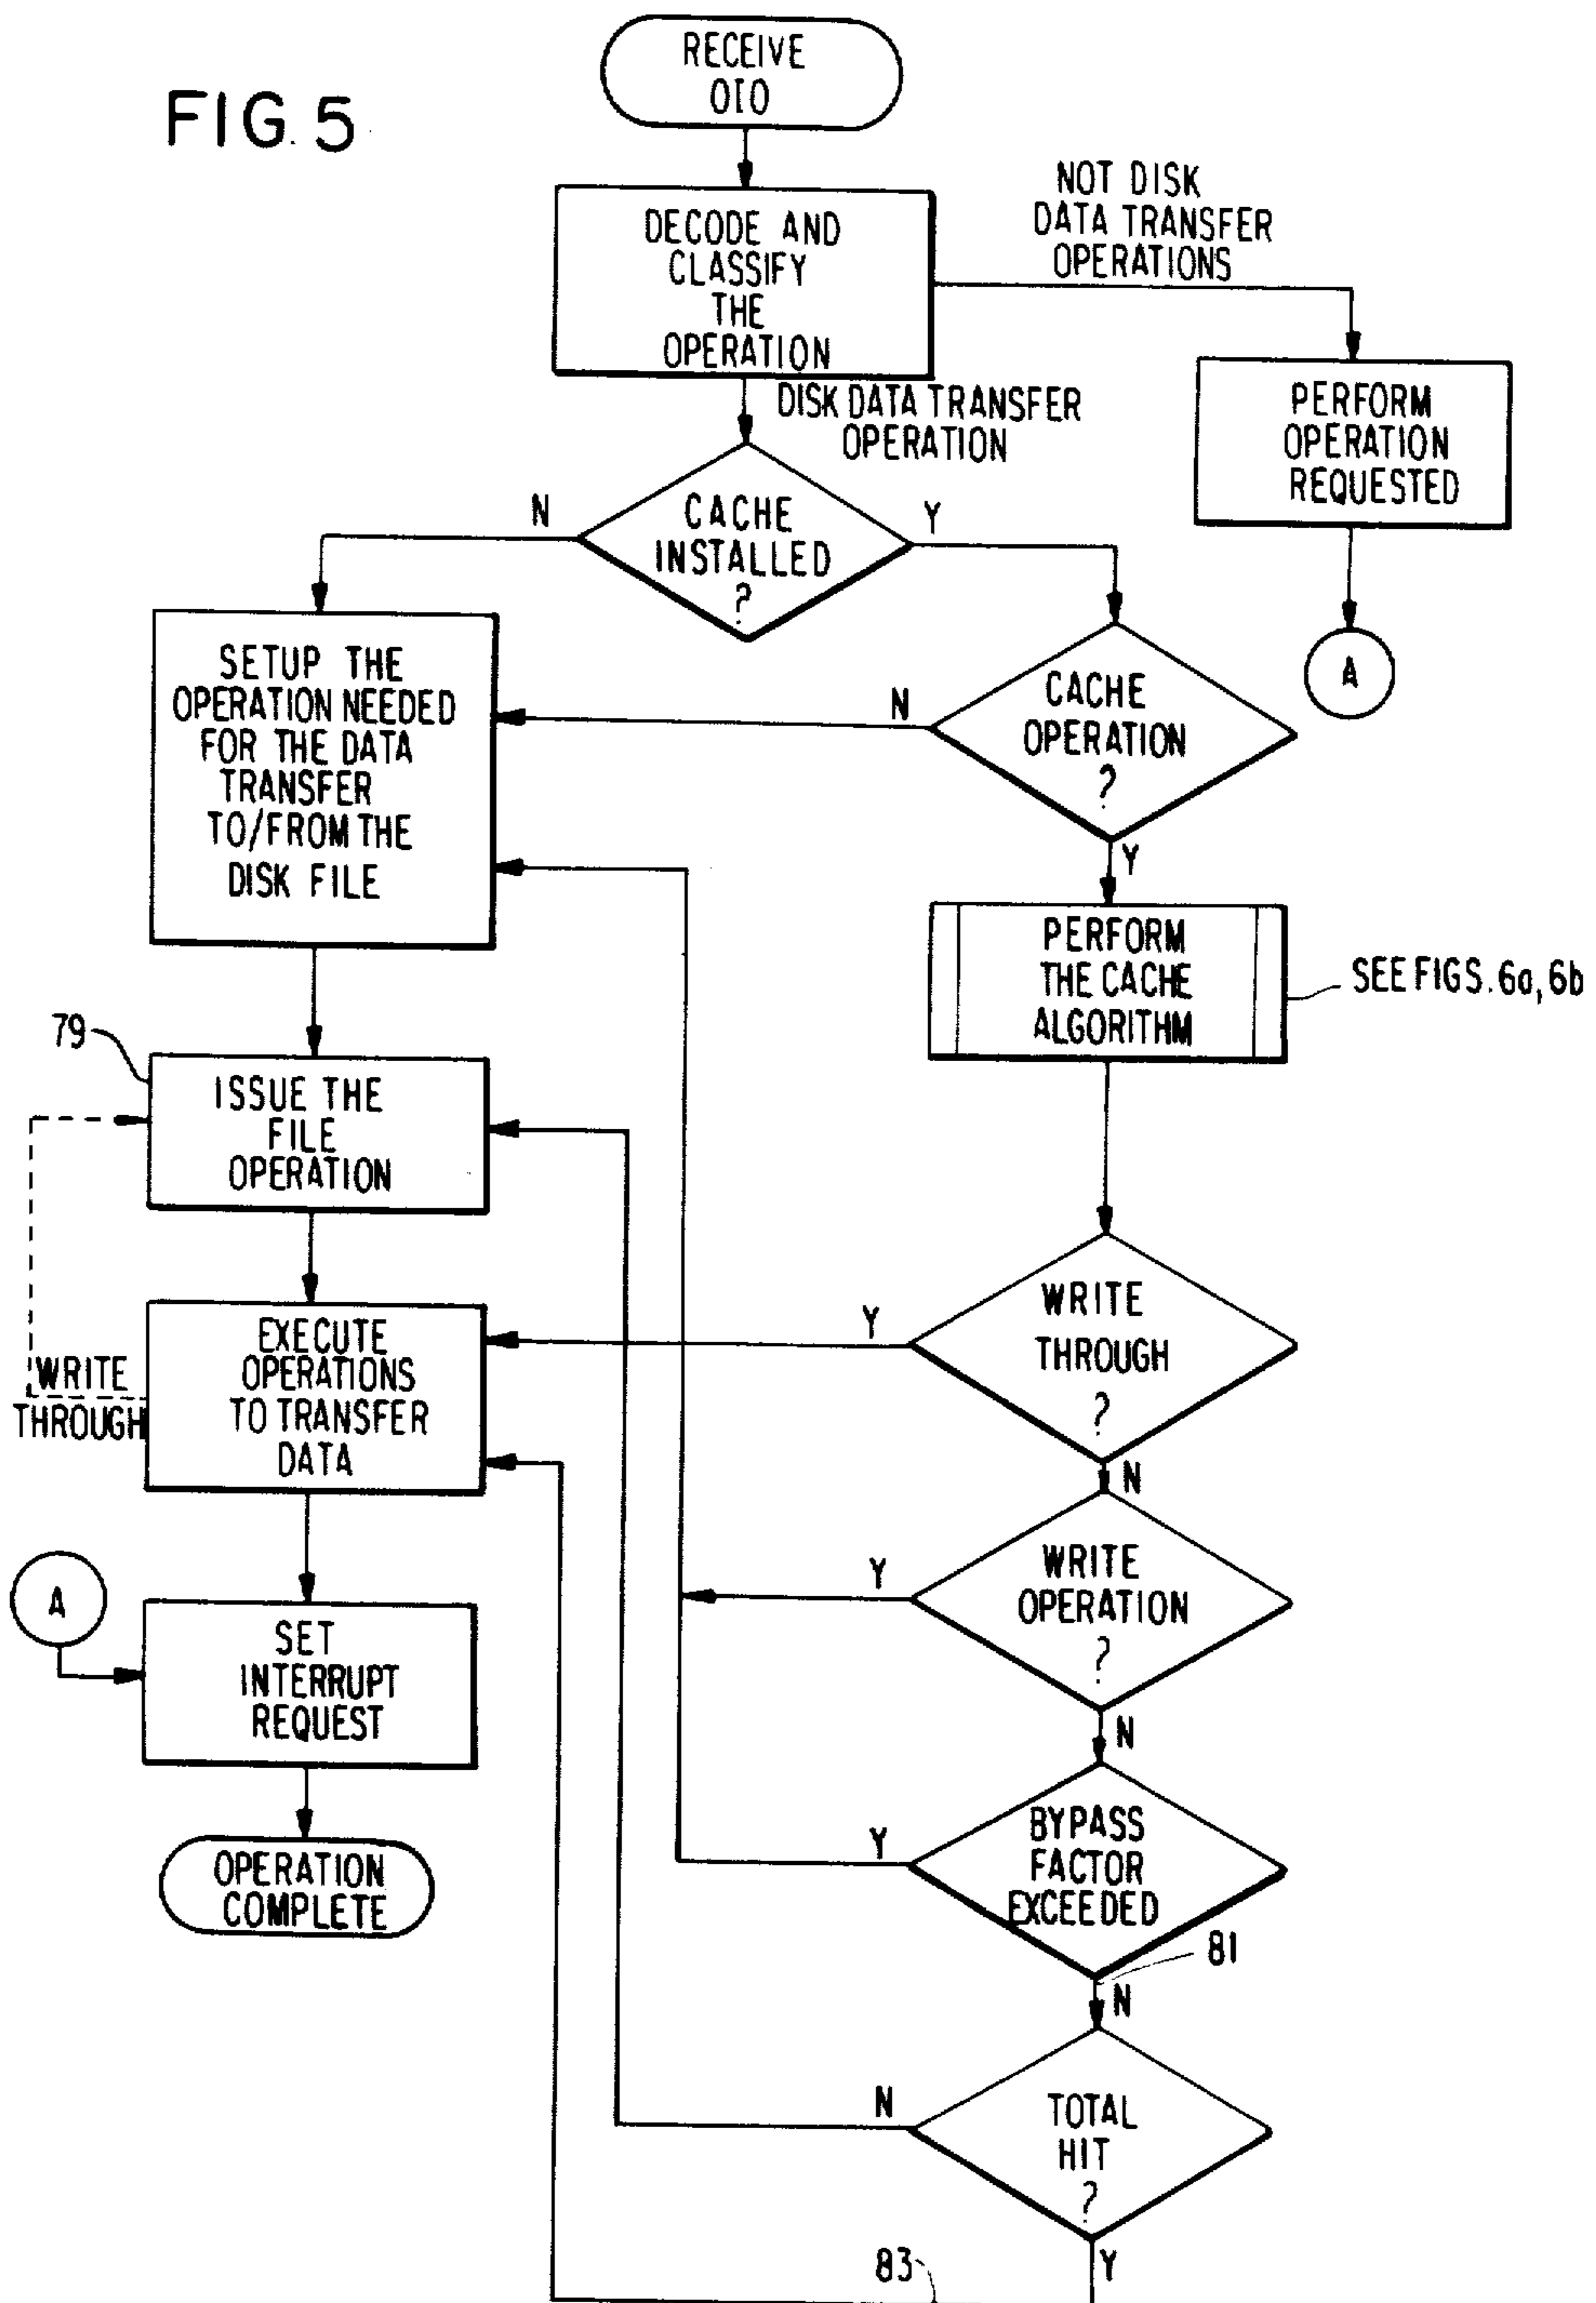 FIG. 5
RECEIVE
OIO
DECODE AND
CLASSIFY
THE
OPERATION
NOT DISK
DATA TRANSFER
OPERATIONS
PERFORM
OPERATION
REQUESTED
A
DISK DATA TRANSFER
OPERATION
CACHE
INSTALLED
?
N
Y
SETUP THE
OPERATION NEEDED
FOR THE DATA
TRANSFER
TO/FROM THE
DISK FILE
CACHE
OPERATION
?
N
Y
PERFORM
THE CACHE
ALGORITHM
SEE FIGS. 6a, 6b
79
ISSUE THE
FILE
OPERATION
WRITE
THROUGH
?
Y
N
EXECUTE
OPERATIONS
TO TRANSFER
DATA
WRITE
THROUGH
WRITE
OPERATION
?
Y
N
A
SET
INTERRUPT
REQUEST
OPERATION
COMPLETE
BYPASS
FACTOR
EXCEEDED
Y
81
N
TOTAL
HIT
?
N
Y
83